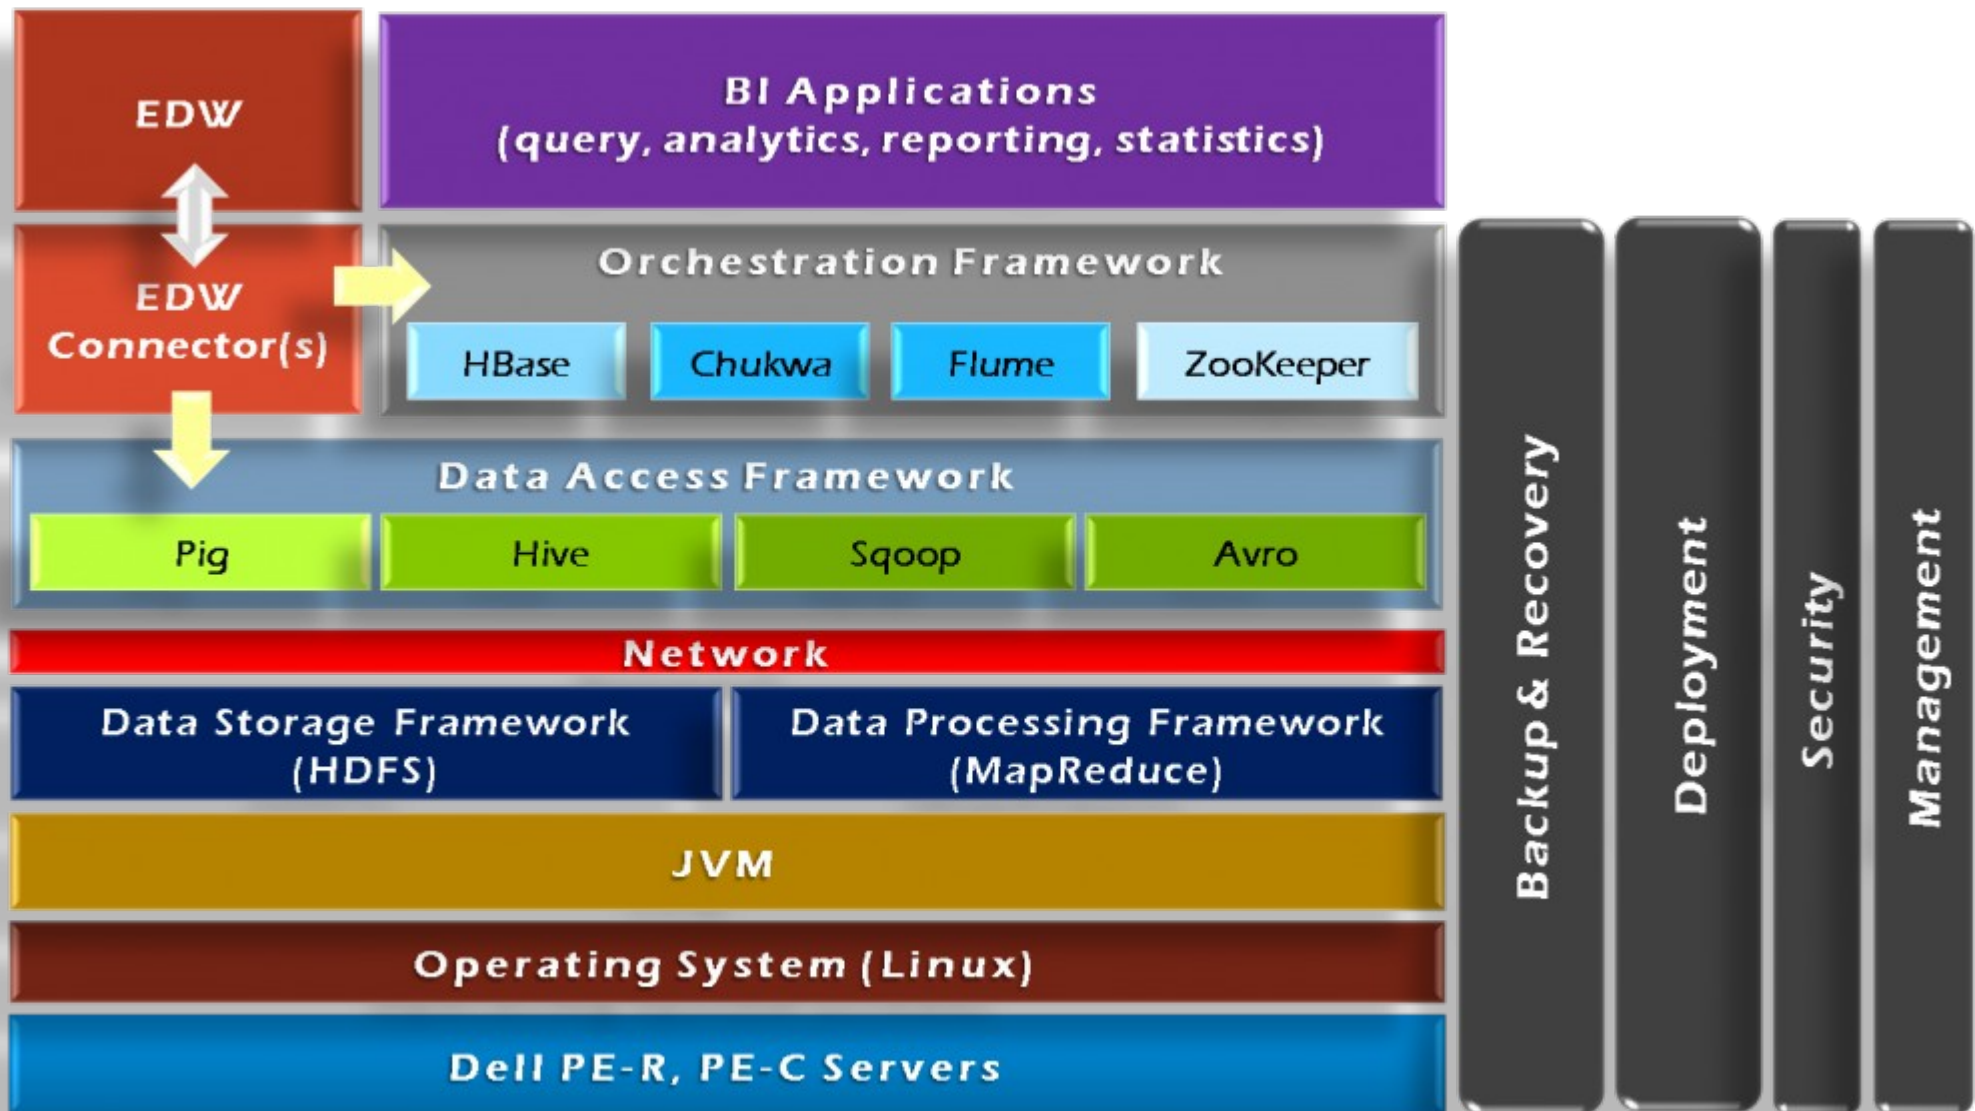 EDW
BI Applications
(query, analytics, reporting, statistics)
EDW
Connector(s)
Orchestration Framework
HBase
Chukwa
Flume
ZooKeeper
Data Access Framework
Pig
Hive
Sqoop
Avro
Network
Data Storage Framework
(HDFS)
Data Processing Framework
(MapReduce)
JVM
Operating System (Linux)
Dell PE-R, PE-C Servers
Backup & Recovery
Deployment
Security
Management